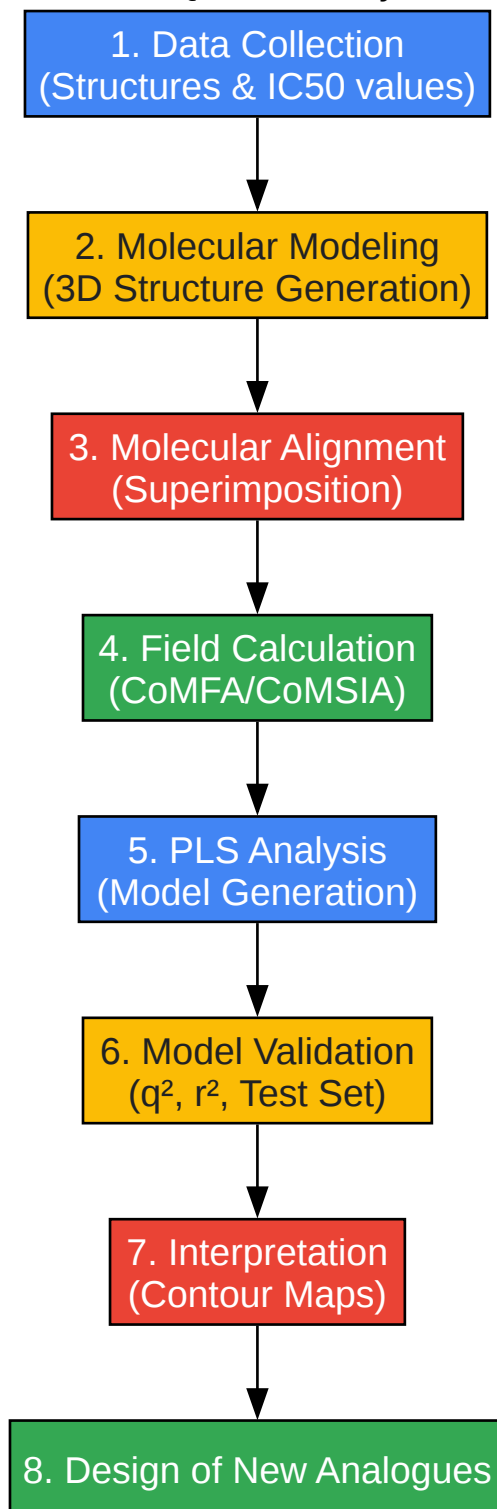 1. Data Collection
(Structures & IC50 values)
2. Molecular Modeling
(3D Structure Generation)
3. Molecular Alignment
(Superimposition)
4. Field Calculation
(CoMFA/CoMSIA)
5. PLS Analysis
(Model Generation)
6. Model Validation
(q², r², Test Set)
7. Interpretation
(Contour Maps)
8. Design of New Analogues